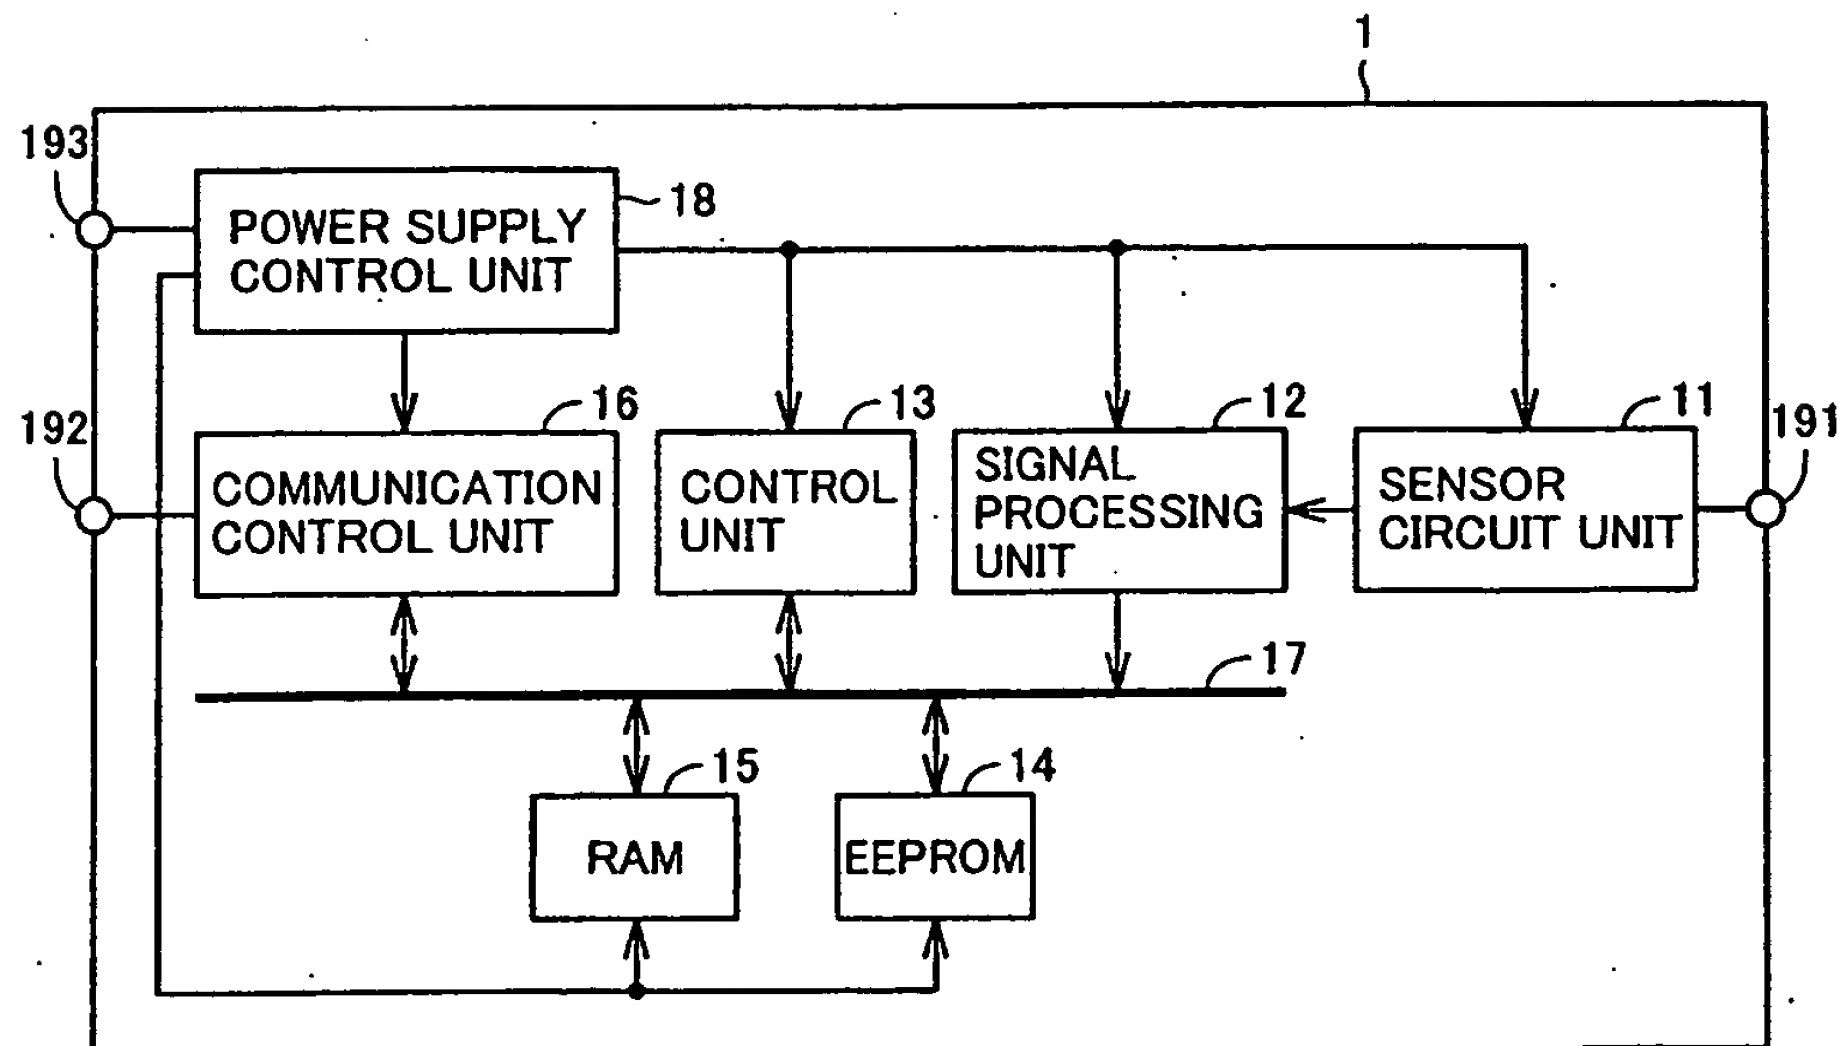 1
193
18
POWER SUPPLY
CONTROL UNIT
192
16
13
12
11
191
COMMUNICATION
CONTROL UNIT
CONTROL
UNIT
SIGNAL
PROCESSING
UNIT
SENSOR
CIRCUIT UNIT
17
15
14
RAM
EEPROM